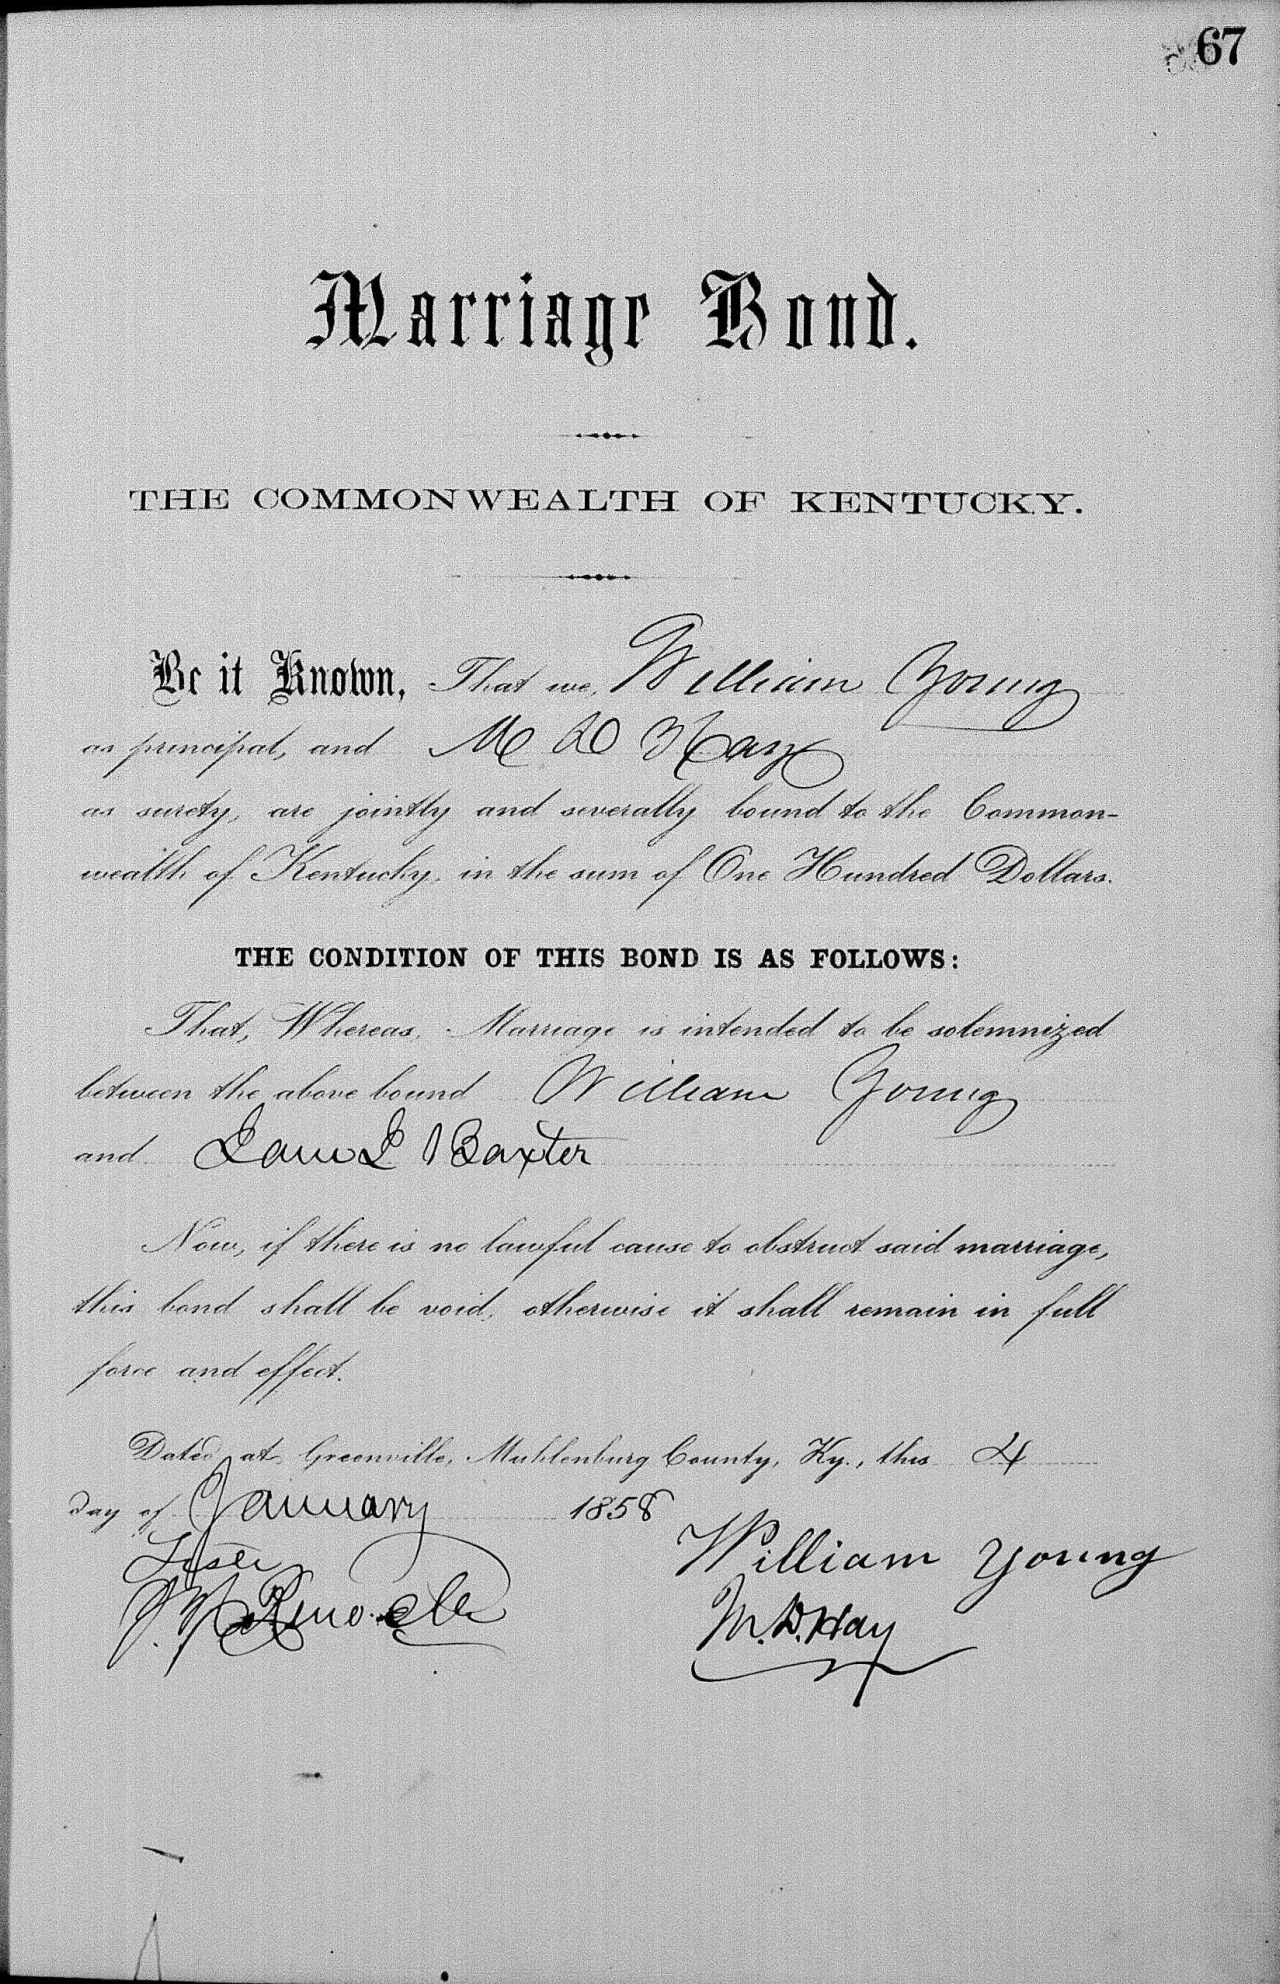 67
Marriage Bond.
THE COMMONWEALTH OF KENTUCKY.
Be it Known, That we, William Young
as principal, and M D Hay
as surety, are jointly and severally bound to the Common-
wealth of Kentucky, in the sum of One Hundred Dollars.
THE CONDITION OF THIS BOND IS AS FOLLOWS:
That, Whereas, Marriage is intended to be solemnized
between the above bound William Young
and L Baxter
Now, if there is no lawful cause to obstruct said marriage,
this bond shall be void, otherwise it shall remain in full
force and effect.
Dated at Greenville, Muhlenburg County, Ky., this 4
day of January 1858
William Young
Reno
M. D. Hay